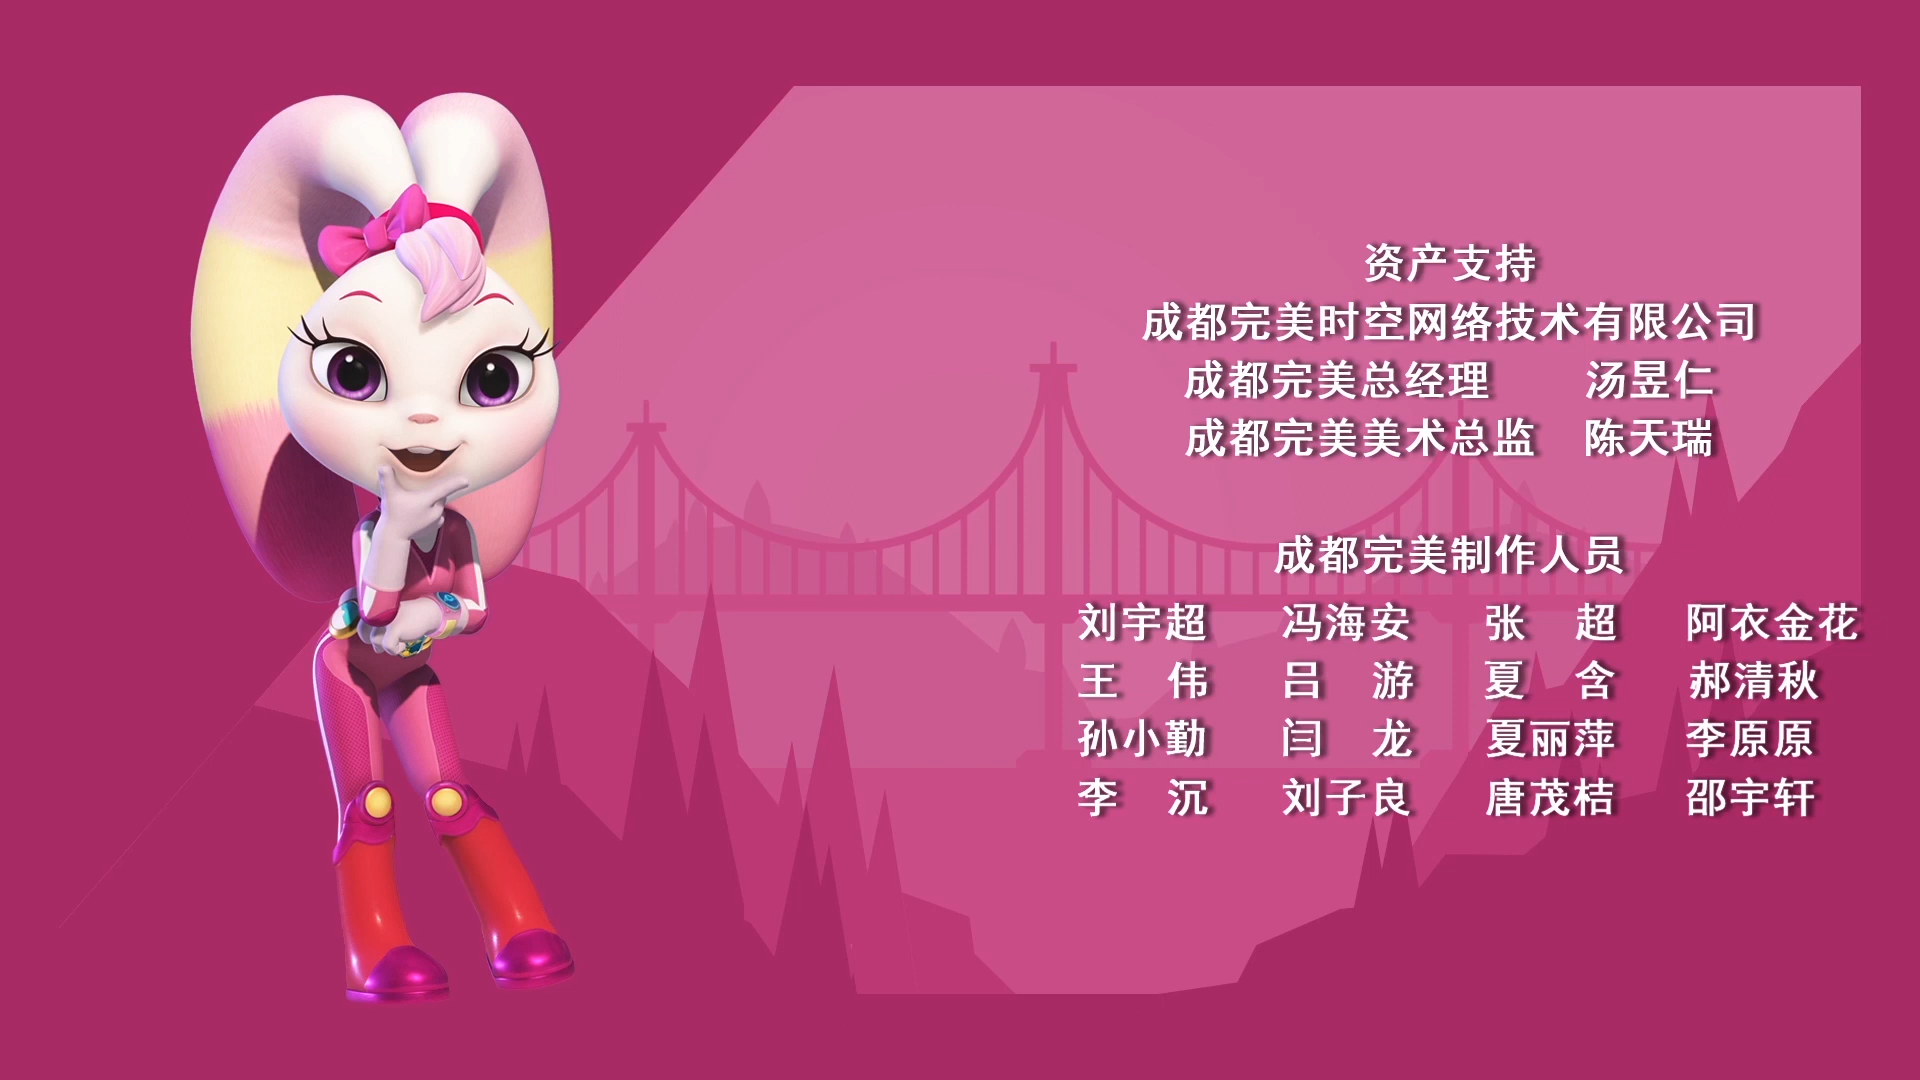 资产支持
成都完美时空网络技术有限公司
成都完美总经理 汤昱仁
成都完美美术总监 陈天瑞
成都完美制作人员
刘宇超 冯海安 张 超 阿衣金花
王 伟 吕 游 夏 含 郝清秋
孙小勤 闫 龙 夏丽萍 李原原
李 沉 刘子良 唐茂桔 邵宇轩